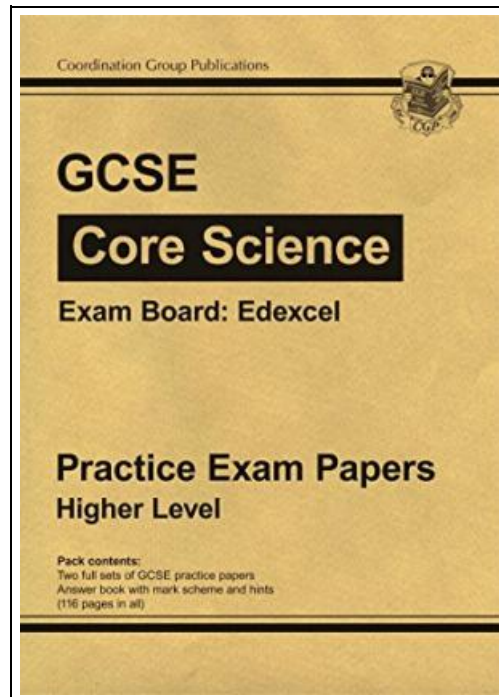 Coordination Group Publications
CGP
GCSE
Core Science
Exam Board: Edexcel
Practice Exam Papers
Higher Level
Pack contents:
Two full sets of GCSE practice papers
Answer book with mark scheme and hints
(116 pages in all)